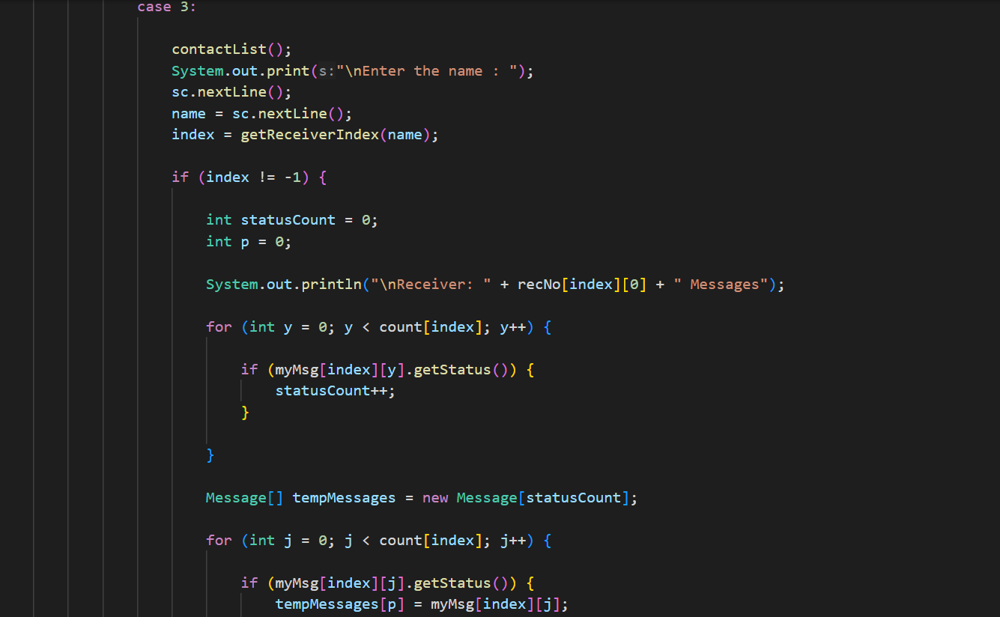 case 3:
contactList();
System.out.print(s:"\nEnter the name : ");
sc.nextLine();
name = sc.nextLine();
index = getReceiverIndex(name);
if (index != -1) {
int statusCount = 0;
int p = 0;
System.out.println("\nReceiver: " + recNo[index][0] + " Messages");
for (int y = 0; y < count[index]; y++) {
if (myMsg[index][y].getStatus()) {
statusCount++;
}
}
Message[] tempMessages = new Message[statusCount];
for (int j = 0; j < count[index]; j++) {
if (myMsg[index][j].getStatus()) {
tempMessages[p] = myMsg[index][j];